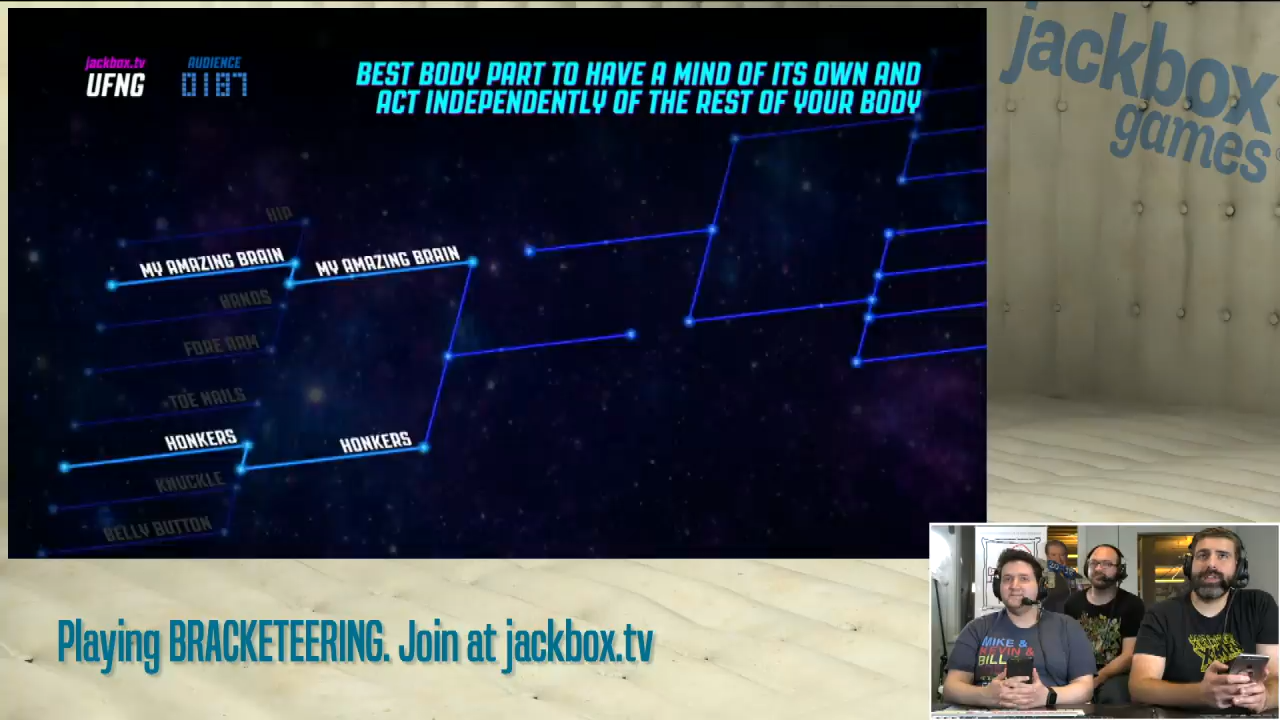 jackbox.tv
UFNG
AUDIENCE
0187
BEST BODY PART TO HAVE A MIND OF ITS OWN AND
ACT INDEPENDENTLY OF THE REST OF YOUR BODY
jackbox
games
HIP
MY AMAZING BRAIN
MY AMAZING BRAIN
HANDS
FORE RAM
TOE NAILS
HONKERS
HONKERS
KNUCKLE
BELLY BUTTON
Playing BRACKETEERING. Join at jackbox.tv
MIKE &
KEVIN &
BILL